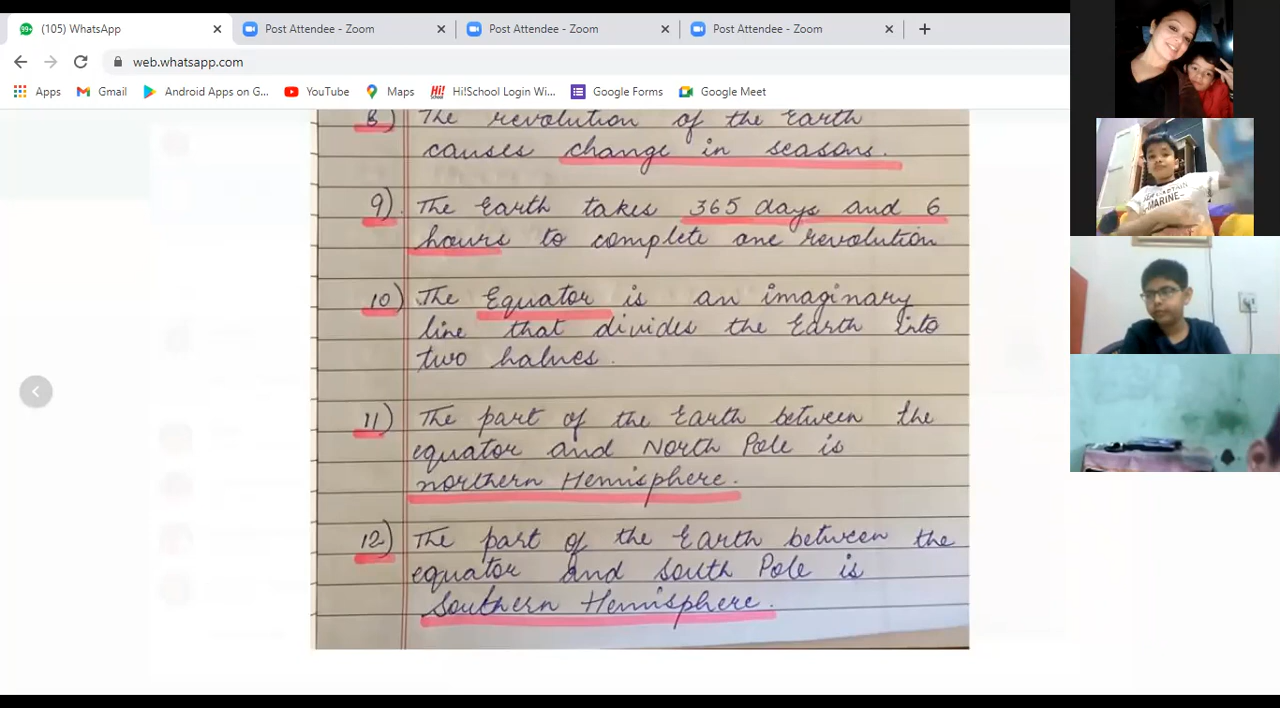 (105) WhatsApp
Post Attendee - Zoom
Post Attendee - Zoom
Post Attendee - Zoom
web.whatsapp.com
Apps
Gmail
Android Apps on G...
YouTube
Maps
Hi!School Login Wi...
Google Forms
Google Meet
8) The revolution of the Earth
causes change in seasons.
9). The Earth takes 365 days and 6
hours to complete one revolution
10) The Equator is an imaginary
line that divides the Earth into
two halves.
11) The part of the Earth between the
equator and North Pole is
northern Hemisphere.
12) The part of the Earth between the
equator and South Pole is
Southern Hemisphere.
MARINE